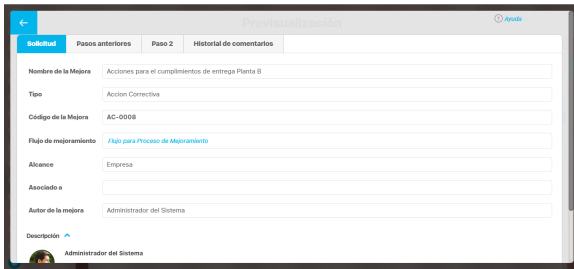 Previsualización
Ayuda
Solicitud Pasos anteriores Paso 2 Historial de comentarios
Nombre de la Mejora Acciones para el cumplimientos de entrega Planta B
Tipo Accion Correctiva
Código de la Mejora AC-0008
Flujo de mejoramiento Flujo para Proceso de Mejoramiento
Alcance Empresa
Asociado a
Autor de la mejora Administrador del Sistema
Descripción
Administrador del Sistema